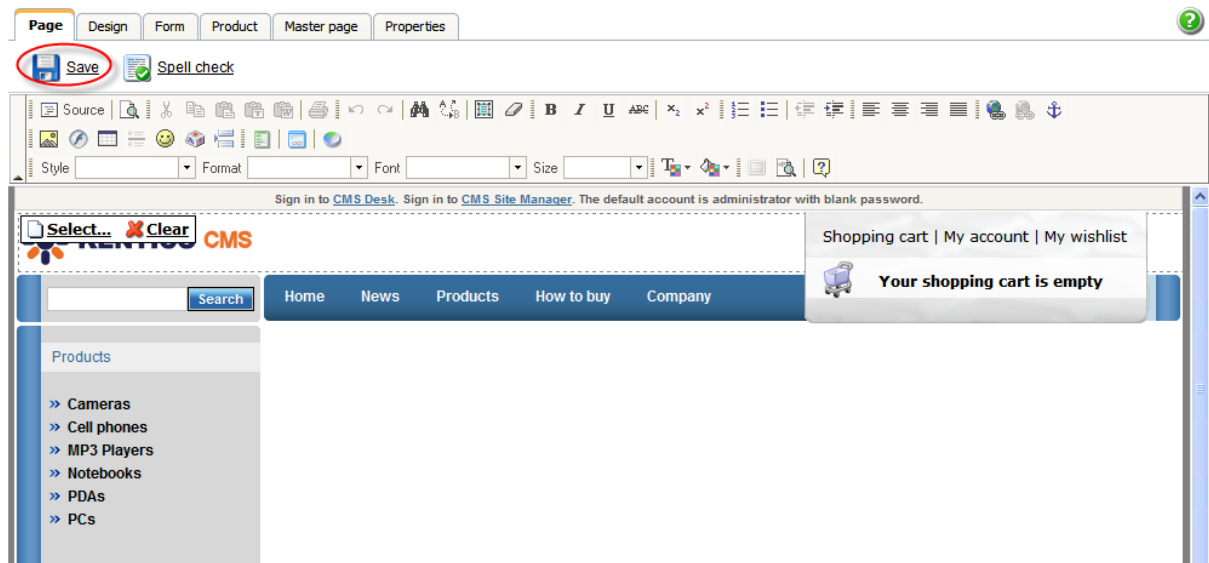 Page Design Form Product Master page Properties
Save Spell check
Source B I U ABC x₂ x²
Style Format Font Size
Sign in to CMS Desk. Sign in to CMS Site Manager. The default account is administrator with blank password.
Select... Clear
CMS
Shopping cart | My account | My wishlist
Your shopping cart is empty
Search Home News Products How to buy Company
Products
» Cameras
» Cell phones
» MP3 Players
» Notebooks
» PDAs
» PCs